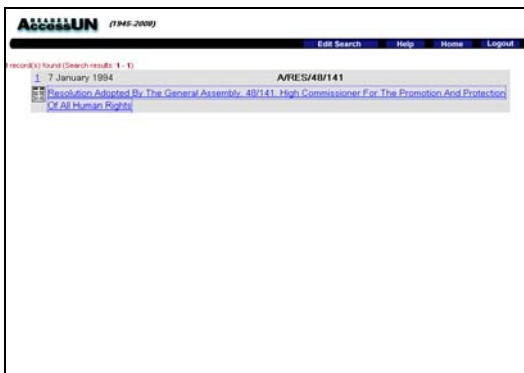 READEX
AccessUN (1945-2008)
Edit Search Help Home Logout
record(s) found (Search results: 1 - 1)
1 7 January 1994 A/RES/48/141
Resolution Adopted By The General Assembly. 48/141. High Commissioner For The Promotion And Protection
Of All Human Rights